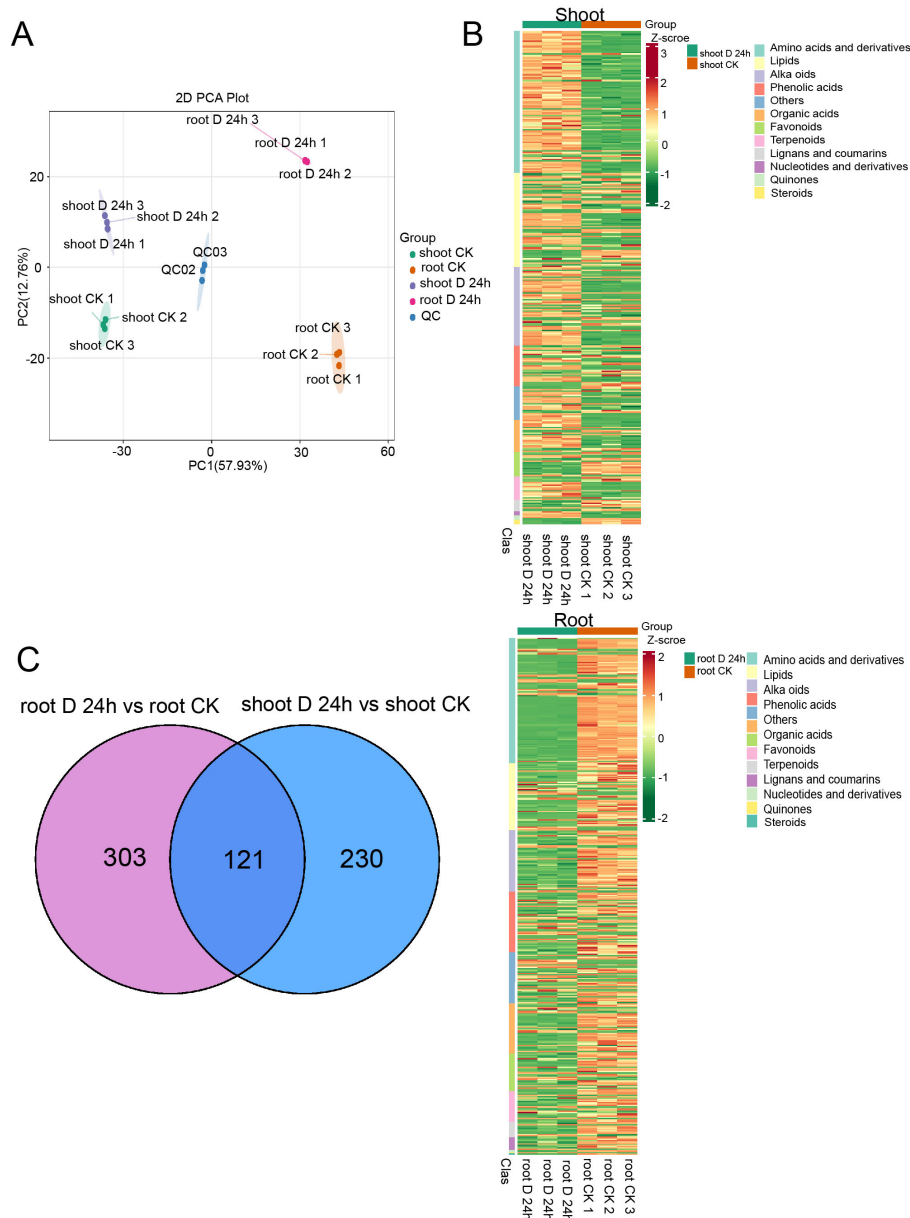 A
2D PCA Plot
root D 24h 3
root D 24h 1
root D 24h 2
shoot D 24h 3
shoot D 24h 2
shoot D 24h 1
QC03
QC02
shoot CK 1
shoot CK 2
shoot CK 3
root CK 3
root CK 2
root CK 1
20
0
-20
PC2(12.76%)
-30
0
30
60
PC1(57.93%)
Group
shoot CK
root CK
shoot D 24h
root D 24h
QC
B
Shoot
Group
Z-scroe
3
2
1
0
-1
-2
shoot D 24h
shoot CK
Amino acids and derivatives
Lipids
Alka oids
Phenolic acids
Others
Organic acids
Favonoids
Terpenoids
Lignans and coumarins
Nucleotides and derivatives
Quinones
Steroids
Clas
shoot D 24h
shoot D 24h
shoot D 24h
shoot CK 1
shoot CK 2
shoot CK 3
Root
Group
Z-scroe
2
1
0
-1
-2
root D 24h
root CK
Amino acids and derivatives
Lipids
Alka oids
Phenolic acids
Others
Organic acids
Favonoids
Terpenoids
Lignans and coumarins
Nucleotides and derivatives
Quinones
Steroids
Clas
root D 24h
root D 24h
root D 24h
root CK 1
root CK 2
root CK 3
C
root D 24h vs root CK
shoot D 24h vs shoot CK
303
121
230